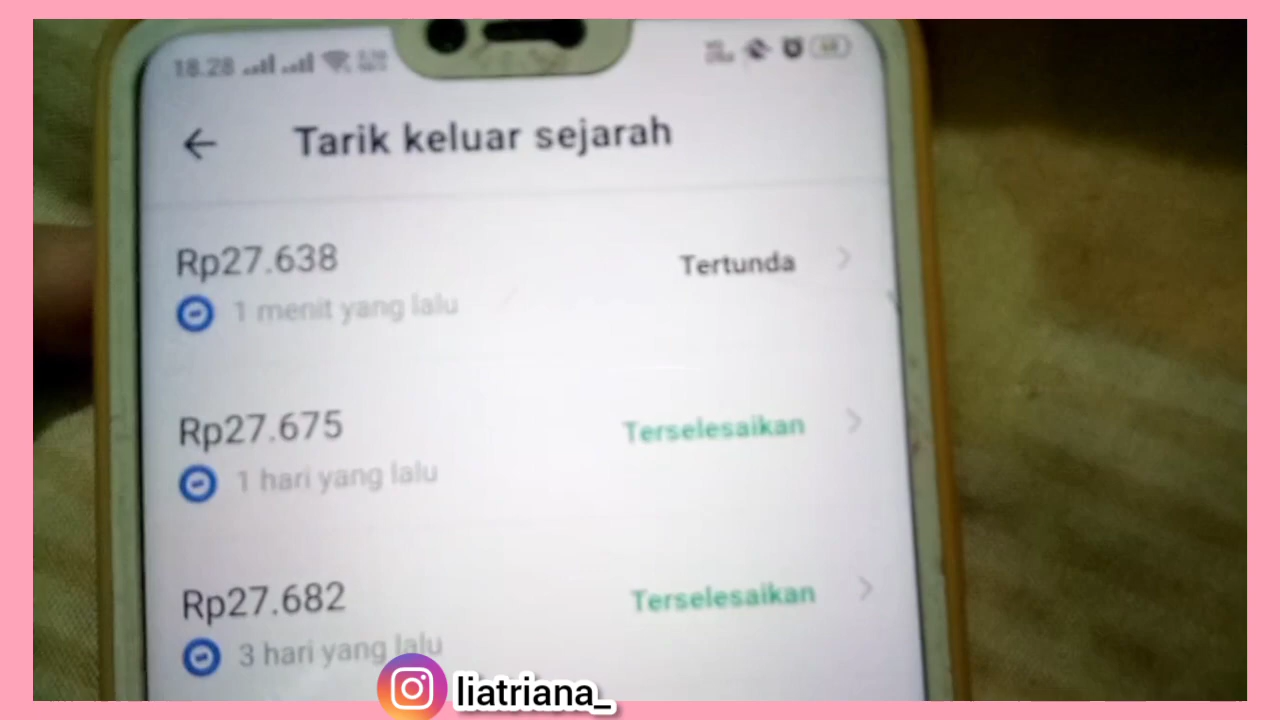 18.28
Tarik keluar sejarah
Rp27.638
Tertunda
1 menit yang lalu
Rp27.675
Terselesaikan
1 hari yang lalu
Rp27.682
Terselesaikan
3 hari yang lalu
liatriana_